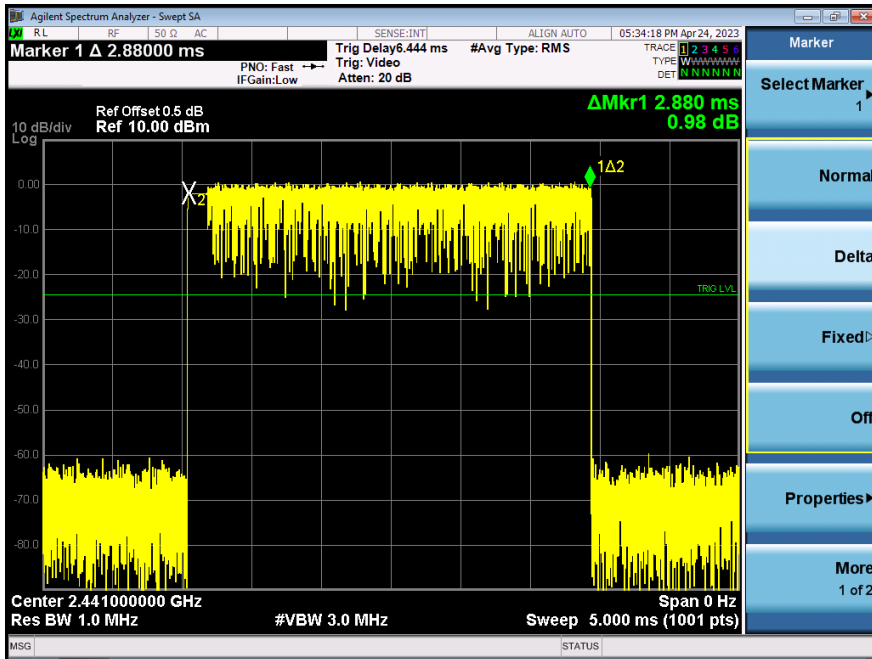 Agilent Spectrum Analyzer - Swept SA
LXI RL RF 50 Ω AC SENSE:INT ALIGN AUTO 05:34:18 PM Apr 24, 2023
Marker 1 Δ 2.88000 ms
PNO: Fast
IFGain:Low
Trig Delay6.444 ms
Trig: Video
Atten: 20 dB
#Avg Type: RMS
TRACE 1 2 3 4 5 6
TYPE WWWWWW
DET N N N N N N
ΔMkr1 2.880 ms
0.98 dB
Ref Offset 0.5 dB
10 dB/div Ref 10.00 dBm
Log
0.00
-10.0
-20.0
-30.0
-40.0
-50.0
-60.0
-70.0
-80.0
X2
1Δ2
TRIG LVL
Center 2.441000000 GHz Span 0 Hz
Res BW 1.0 MHz #VBW 3.0 MHz Sweep 5.000 ms (1001 pts)
MSG STATUS
Marker
Select Marker
1
Normal
Delta
Fixed
Off
Properties
More
1 of 2